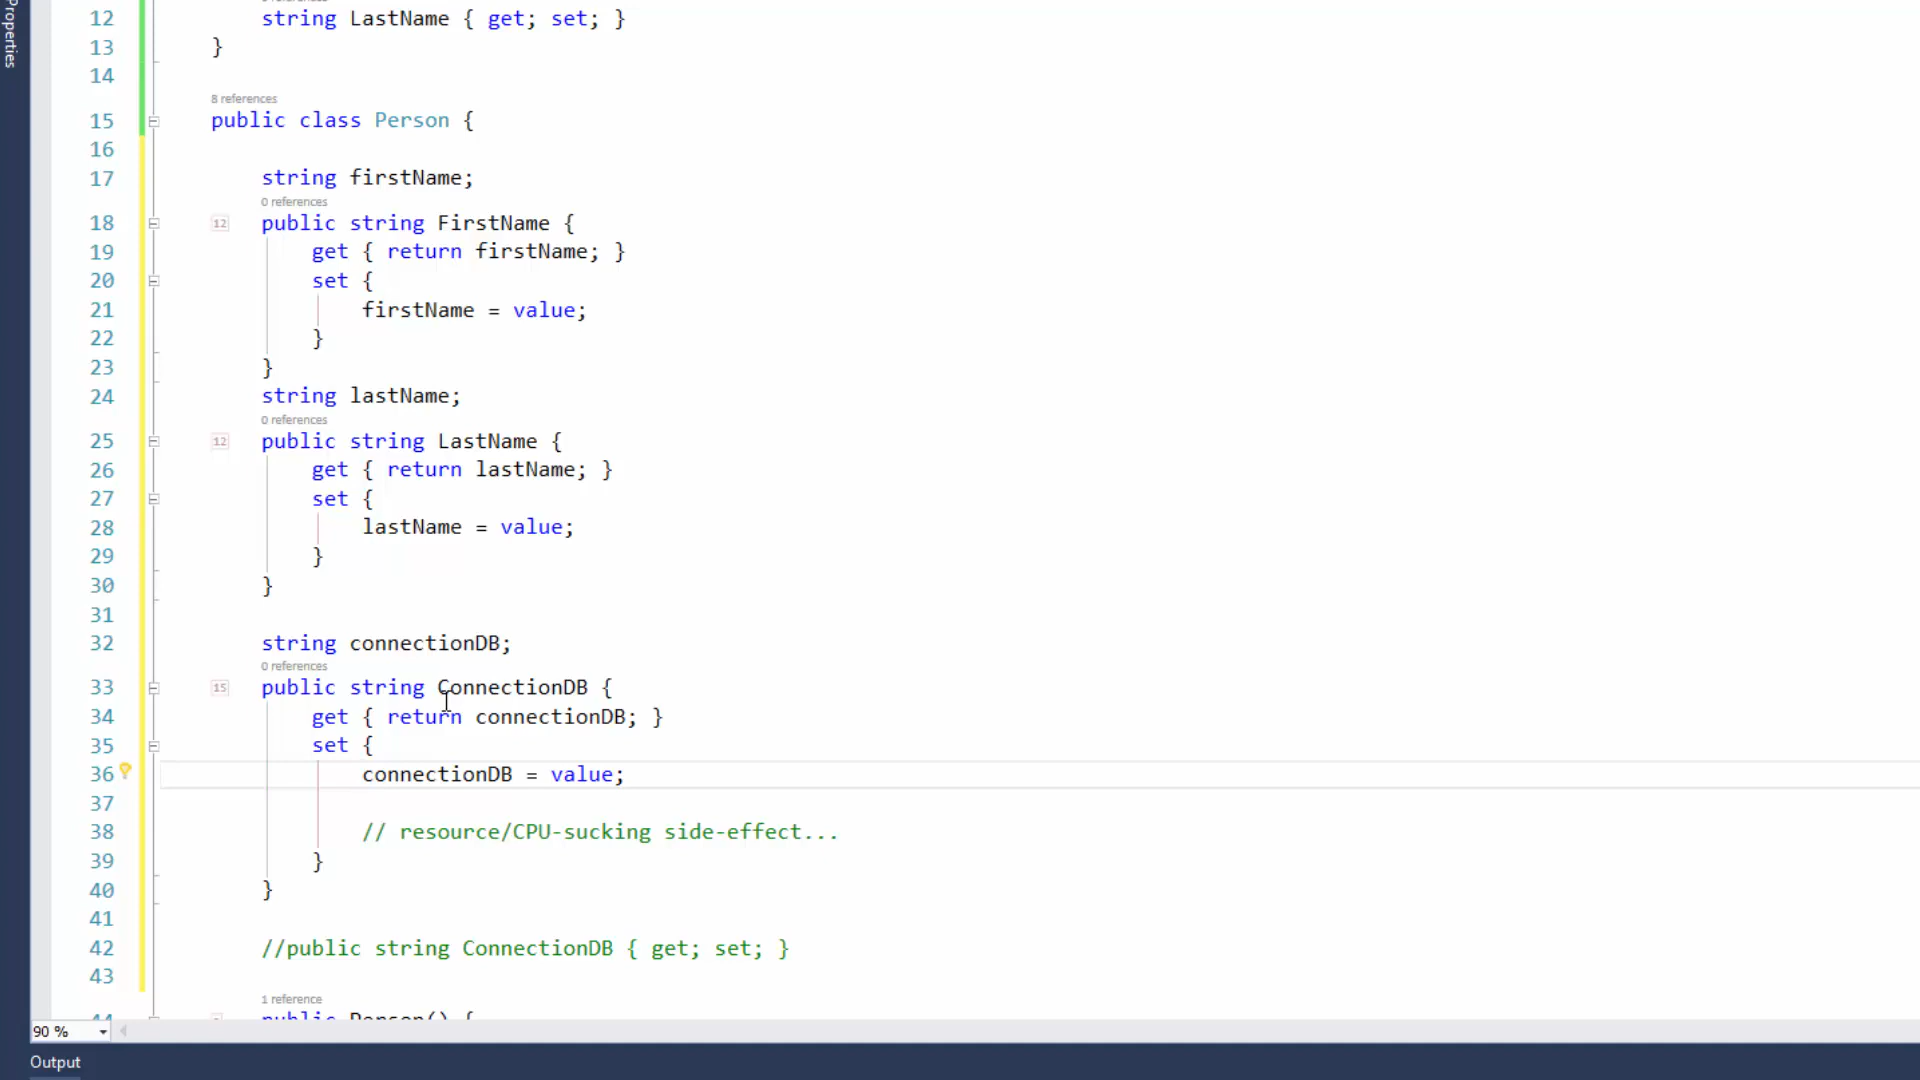 Properties
12 string LastName { get; set; }
13 }
14
8 references
15 public class Person {
16
17 string firstName;
0 references
18 12 public string FirstName {
19 get { return firstName; }
20 set {
21 firstName = value;
22 }
23 }
24 string lastName;
0 references
25 12 public string LastName {
26 get { return lastName; }
27 set {
28 lastName = value;
29 }
30 }
31
32 string connectionDB;
0 references
33 15 public string ConnectionDB {
34 get { return connectionDB; }
35 set {
36 connectionDB = value;
37
38 // resource/CPU-sucking side-effect...
39 }
40 }
41
42 //public string ConnectionDB { get; set; }
43
1 reference
44 public Person() {
90 %
Output